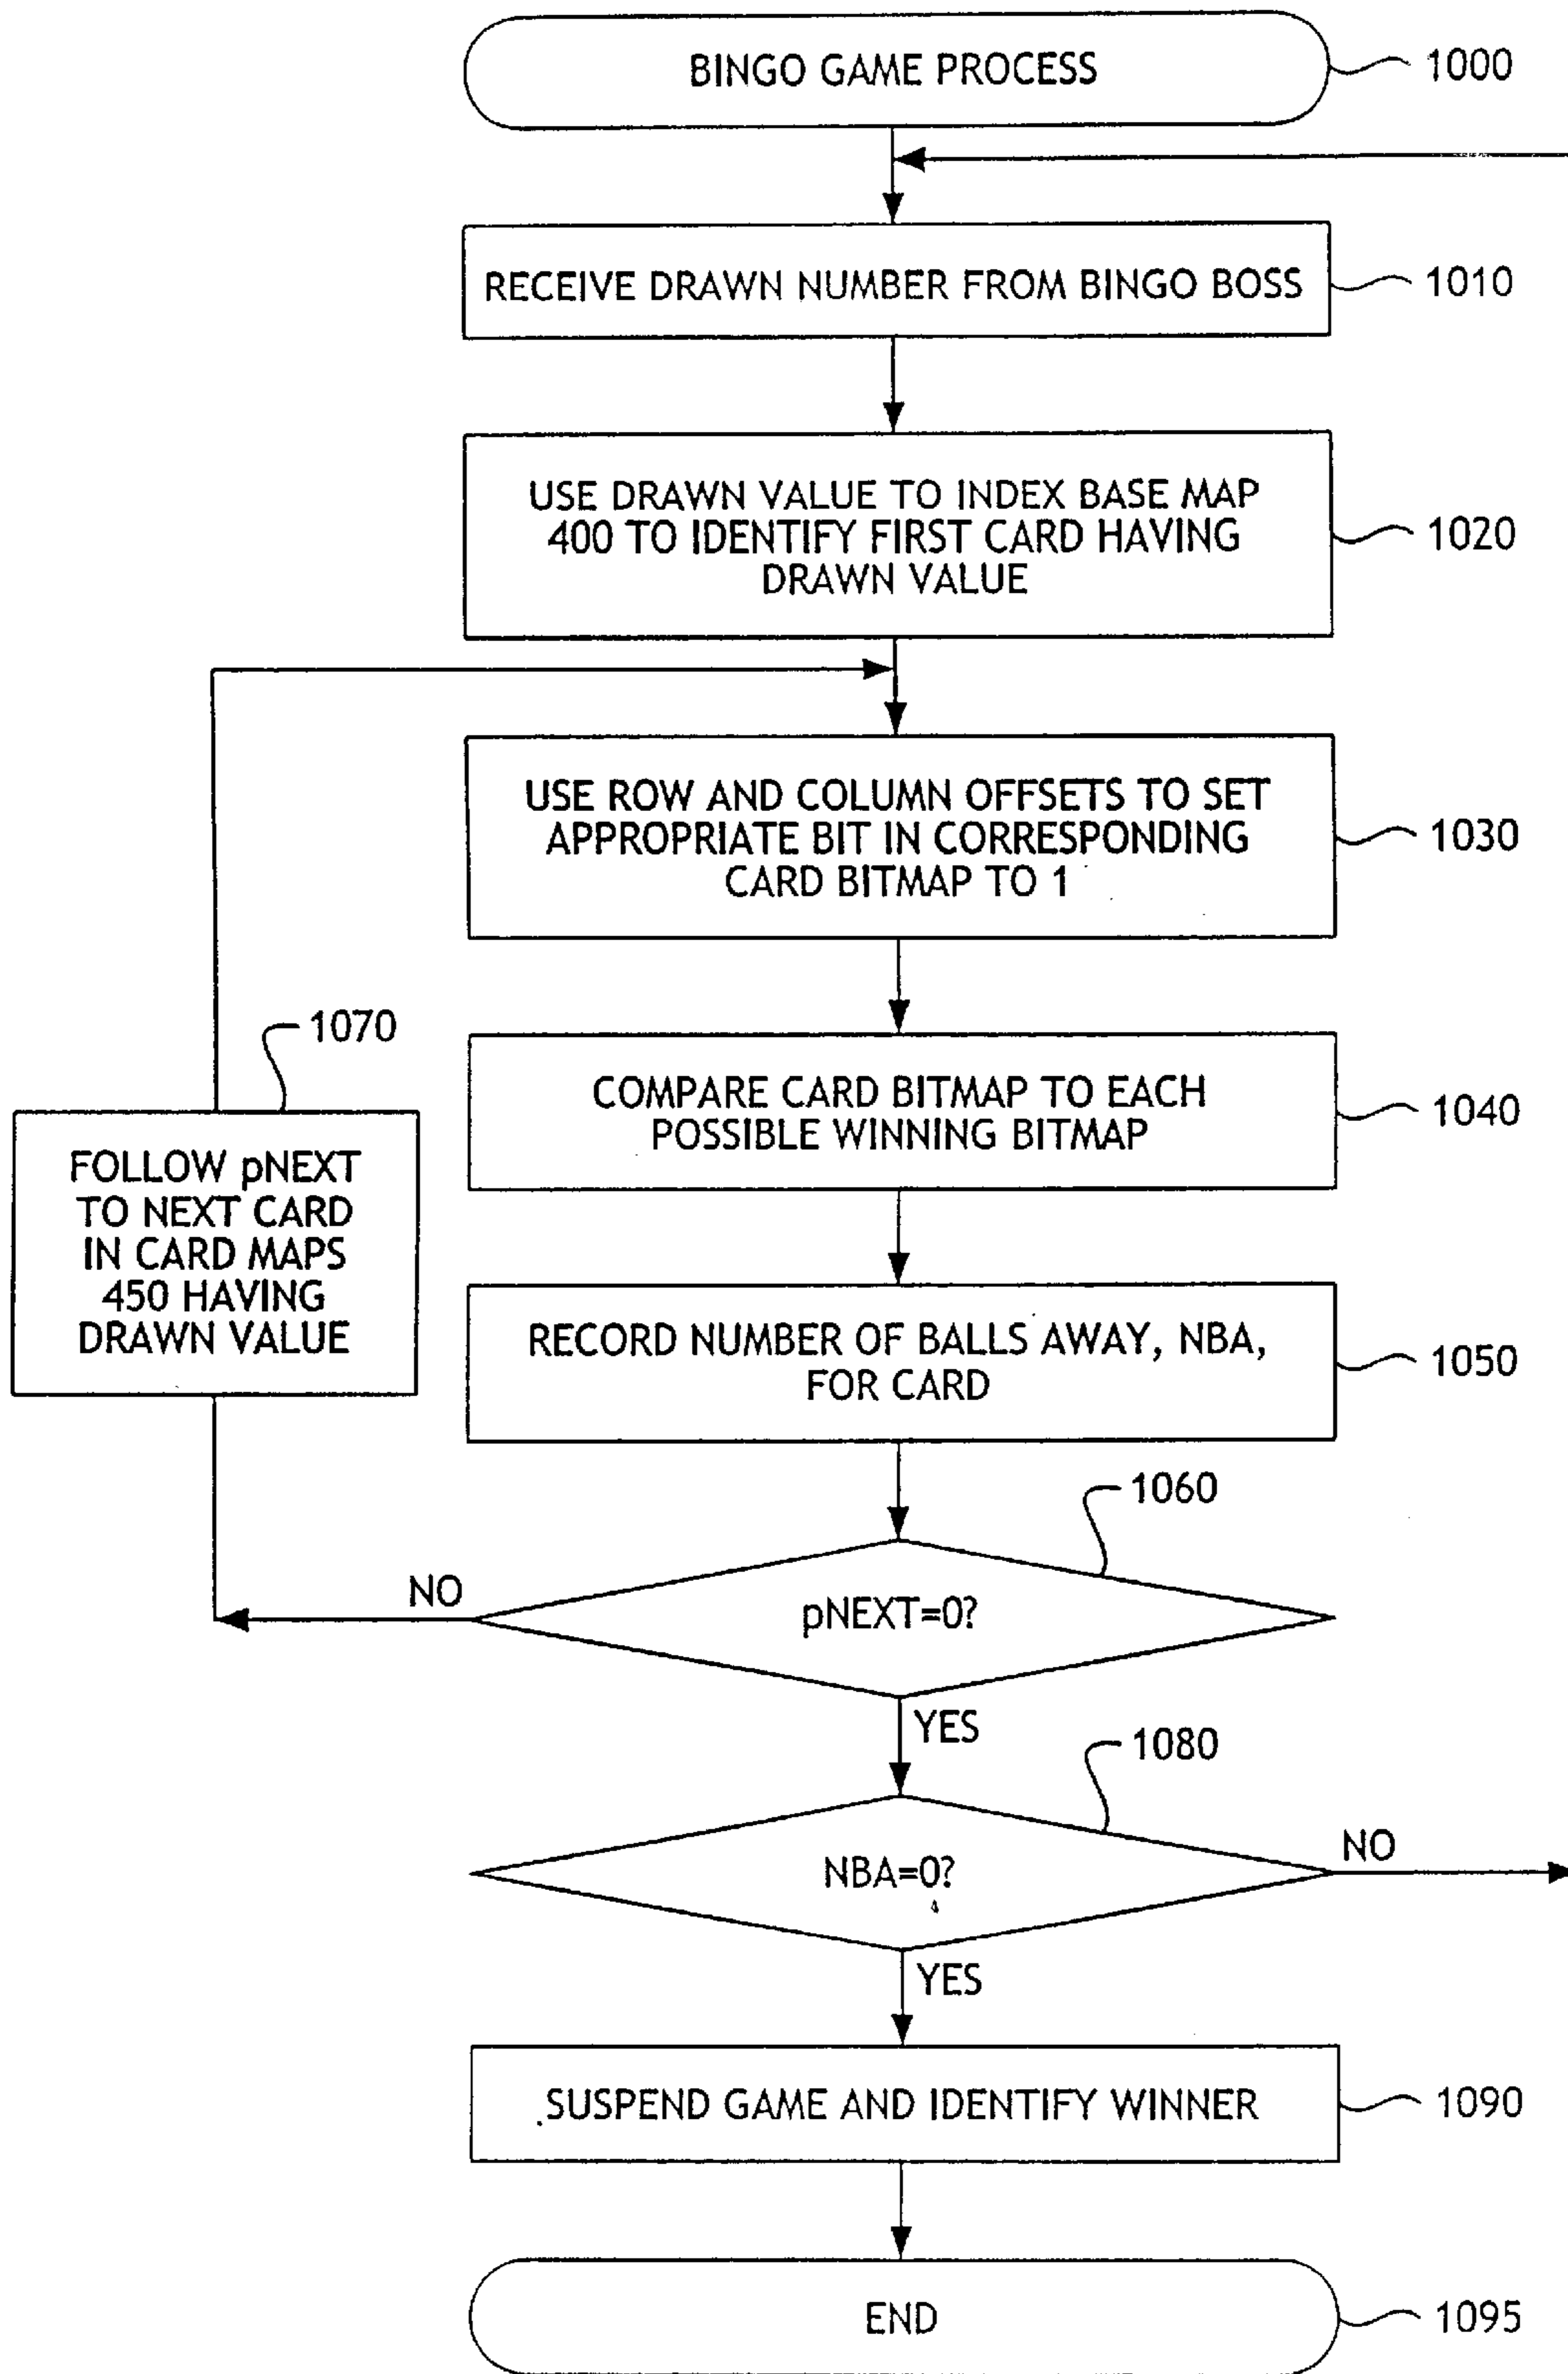 BINGO GAME PROCESS
1000
RECEIVE DRAWN NUMBER FROM BINGO BOSS
1010
USE DRAWN VALUE TO INDEX BASE MAP
400 TO IDENTIFY FIRST CARD HAVING
DRAWN VALUE
1020
USE ROW AND COLUMN OFFSETS TO SET
APPROPRIATE BIT IN CORRESPONDING
CARD BITMAP TO 1
1030
1070
FOLLOW pNEXT
TO NEXT CARD
IN CARD MAPS
450 HAVING
DRAWN VALUE
COMPARE CARD BITMAP TO EACH
POSSIBLE WINNING BITMAP
1040
RECORD NUMBER OF BALLS AWAY, NBA,
FOR CARD
1050
1060
NO
pNEXT=0?
YES
1080
NBA=0?
NO
YES
SUSPEND GAME AND IDENTIFY WINNER
1090
END
1095